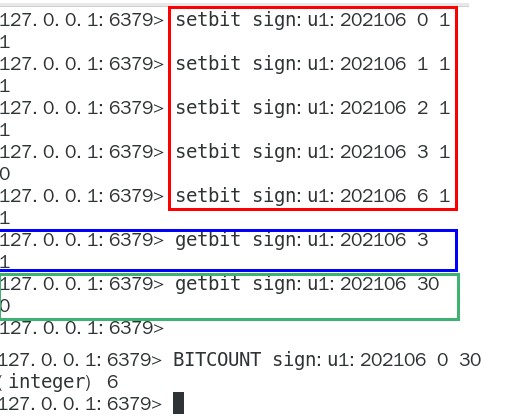 127.0.0.1:6379> setbit sign:u1:202106 0 1
1
127.0.0.1:6379> setbit sign:u1:202106 1 1
1
127.0.0.1:6379> setbit sign:u1:202106 2 1
1
127.0.0.1:6379> setbit sign:u1:202106 3 1
0
127.0.0.1:6379> setbit sign:u1:202106 6 1
1
127.0.0.1:6379> getbit sign:u1:202106 3
1
127.0.0.1:6379> getbit sign:u1:202106 30
0
127.0.0.1:6379>
127.0.0.1:6379> BITCOUNT sign:u1:202106 0 30
(integer) 6
127.0.0.1:6379>